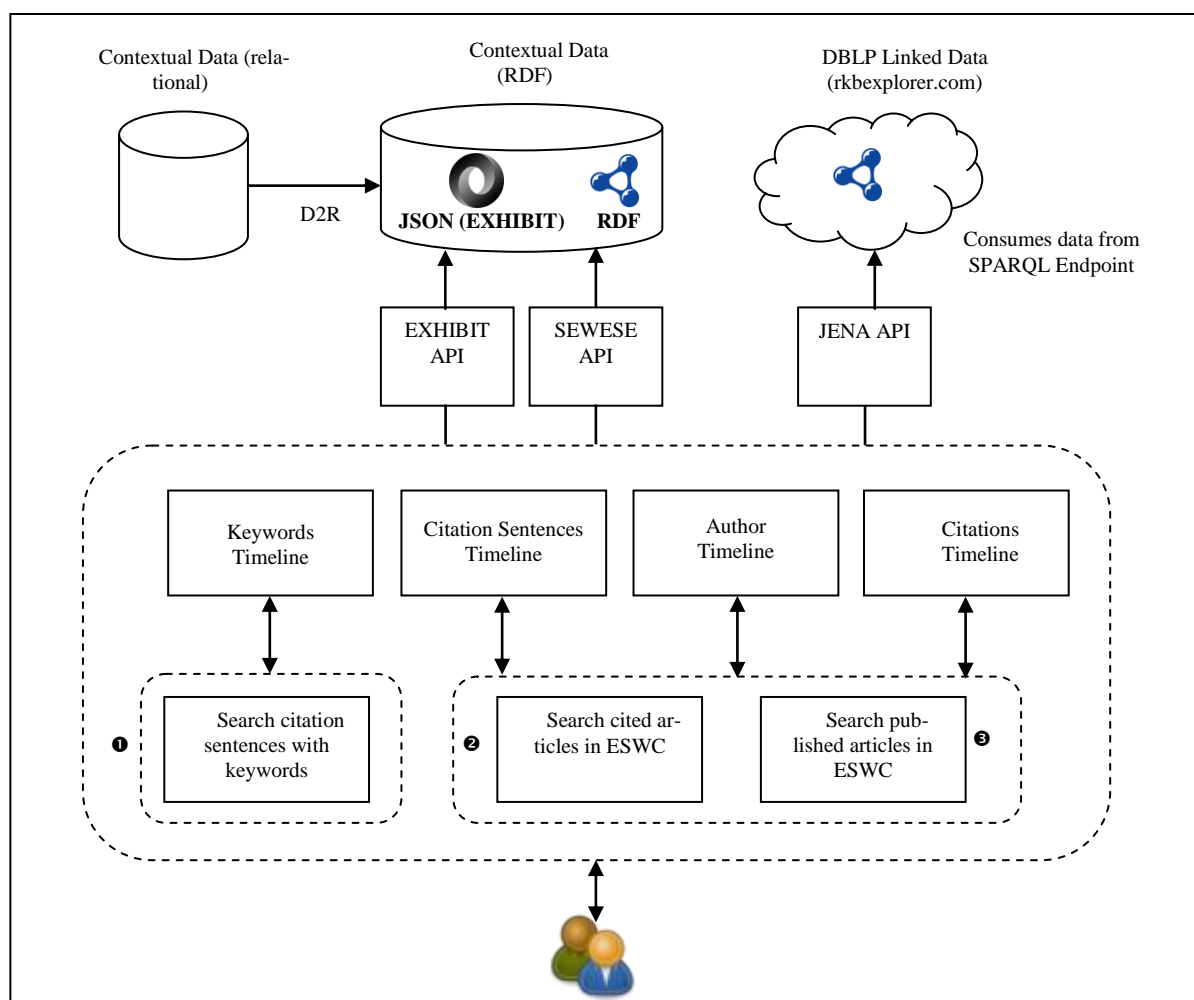 Contextual Data (rela-
tional)
Contextual Data
(RDF)
DBLP Linked Data
(rkbexplorer.com)
D2R
JSON (EXHIBIT)
RDF
Consumes data from
SPARQL Endpoint
EXHIBIT
API
SEWESE
API
JENA API
Keywords
Timeline
Citation Sentences
Timeline
Author
Timeline
Citations
Timeline
❶
Search citation
sentences with
keywords
❷
Search cited ar-
ticles in ESWC
Search pub-
lished articles in
ESWC
❸